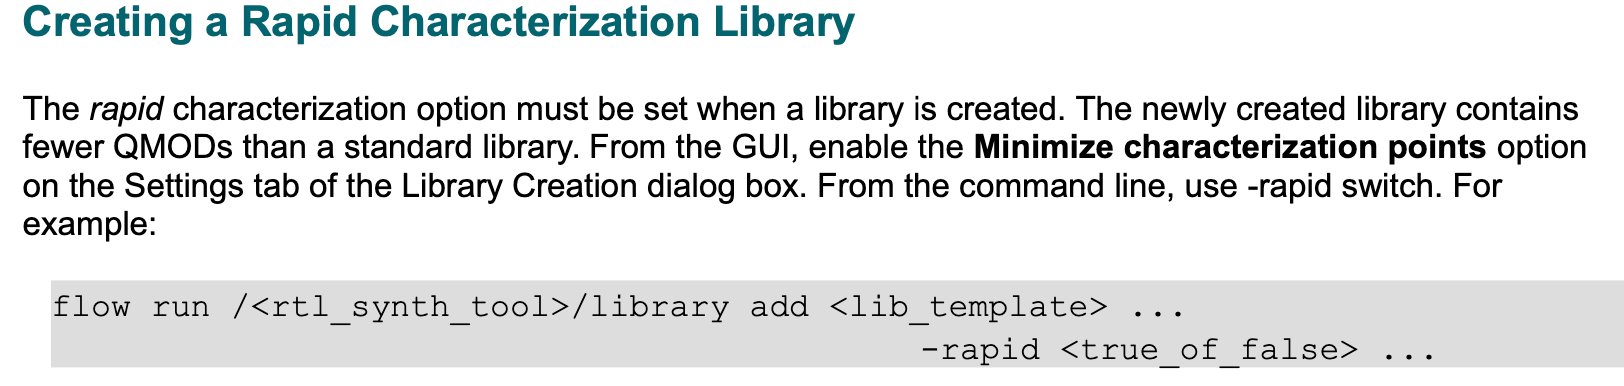 Creating a Rapid Characterization Library
The rapid characterization option must be set when a library is created. The newly created library contains
fewer QMODs than a standard library. From the GUI, enable the Minimize characterization points option
on the Settings tab of the Library Creation dialog box. From the command line, use -rapid switch. For
example:
flow run /<rtl_synth_tool>/library add <lib_template> ...
-rapid <true_of_false> ...